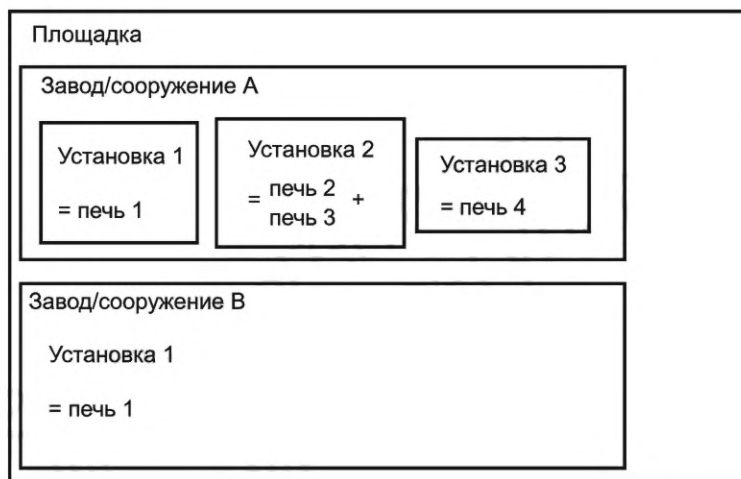 Площадка
Завод/сооружение А
Установка 1
= печь 1
Установка 2
= печь 2 +
печь 3
Установка 3
= печь 4
Завод/сооружение В
Установка 1
= печь 1